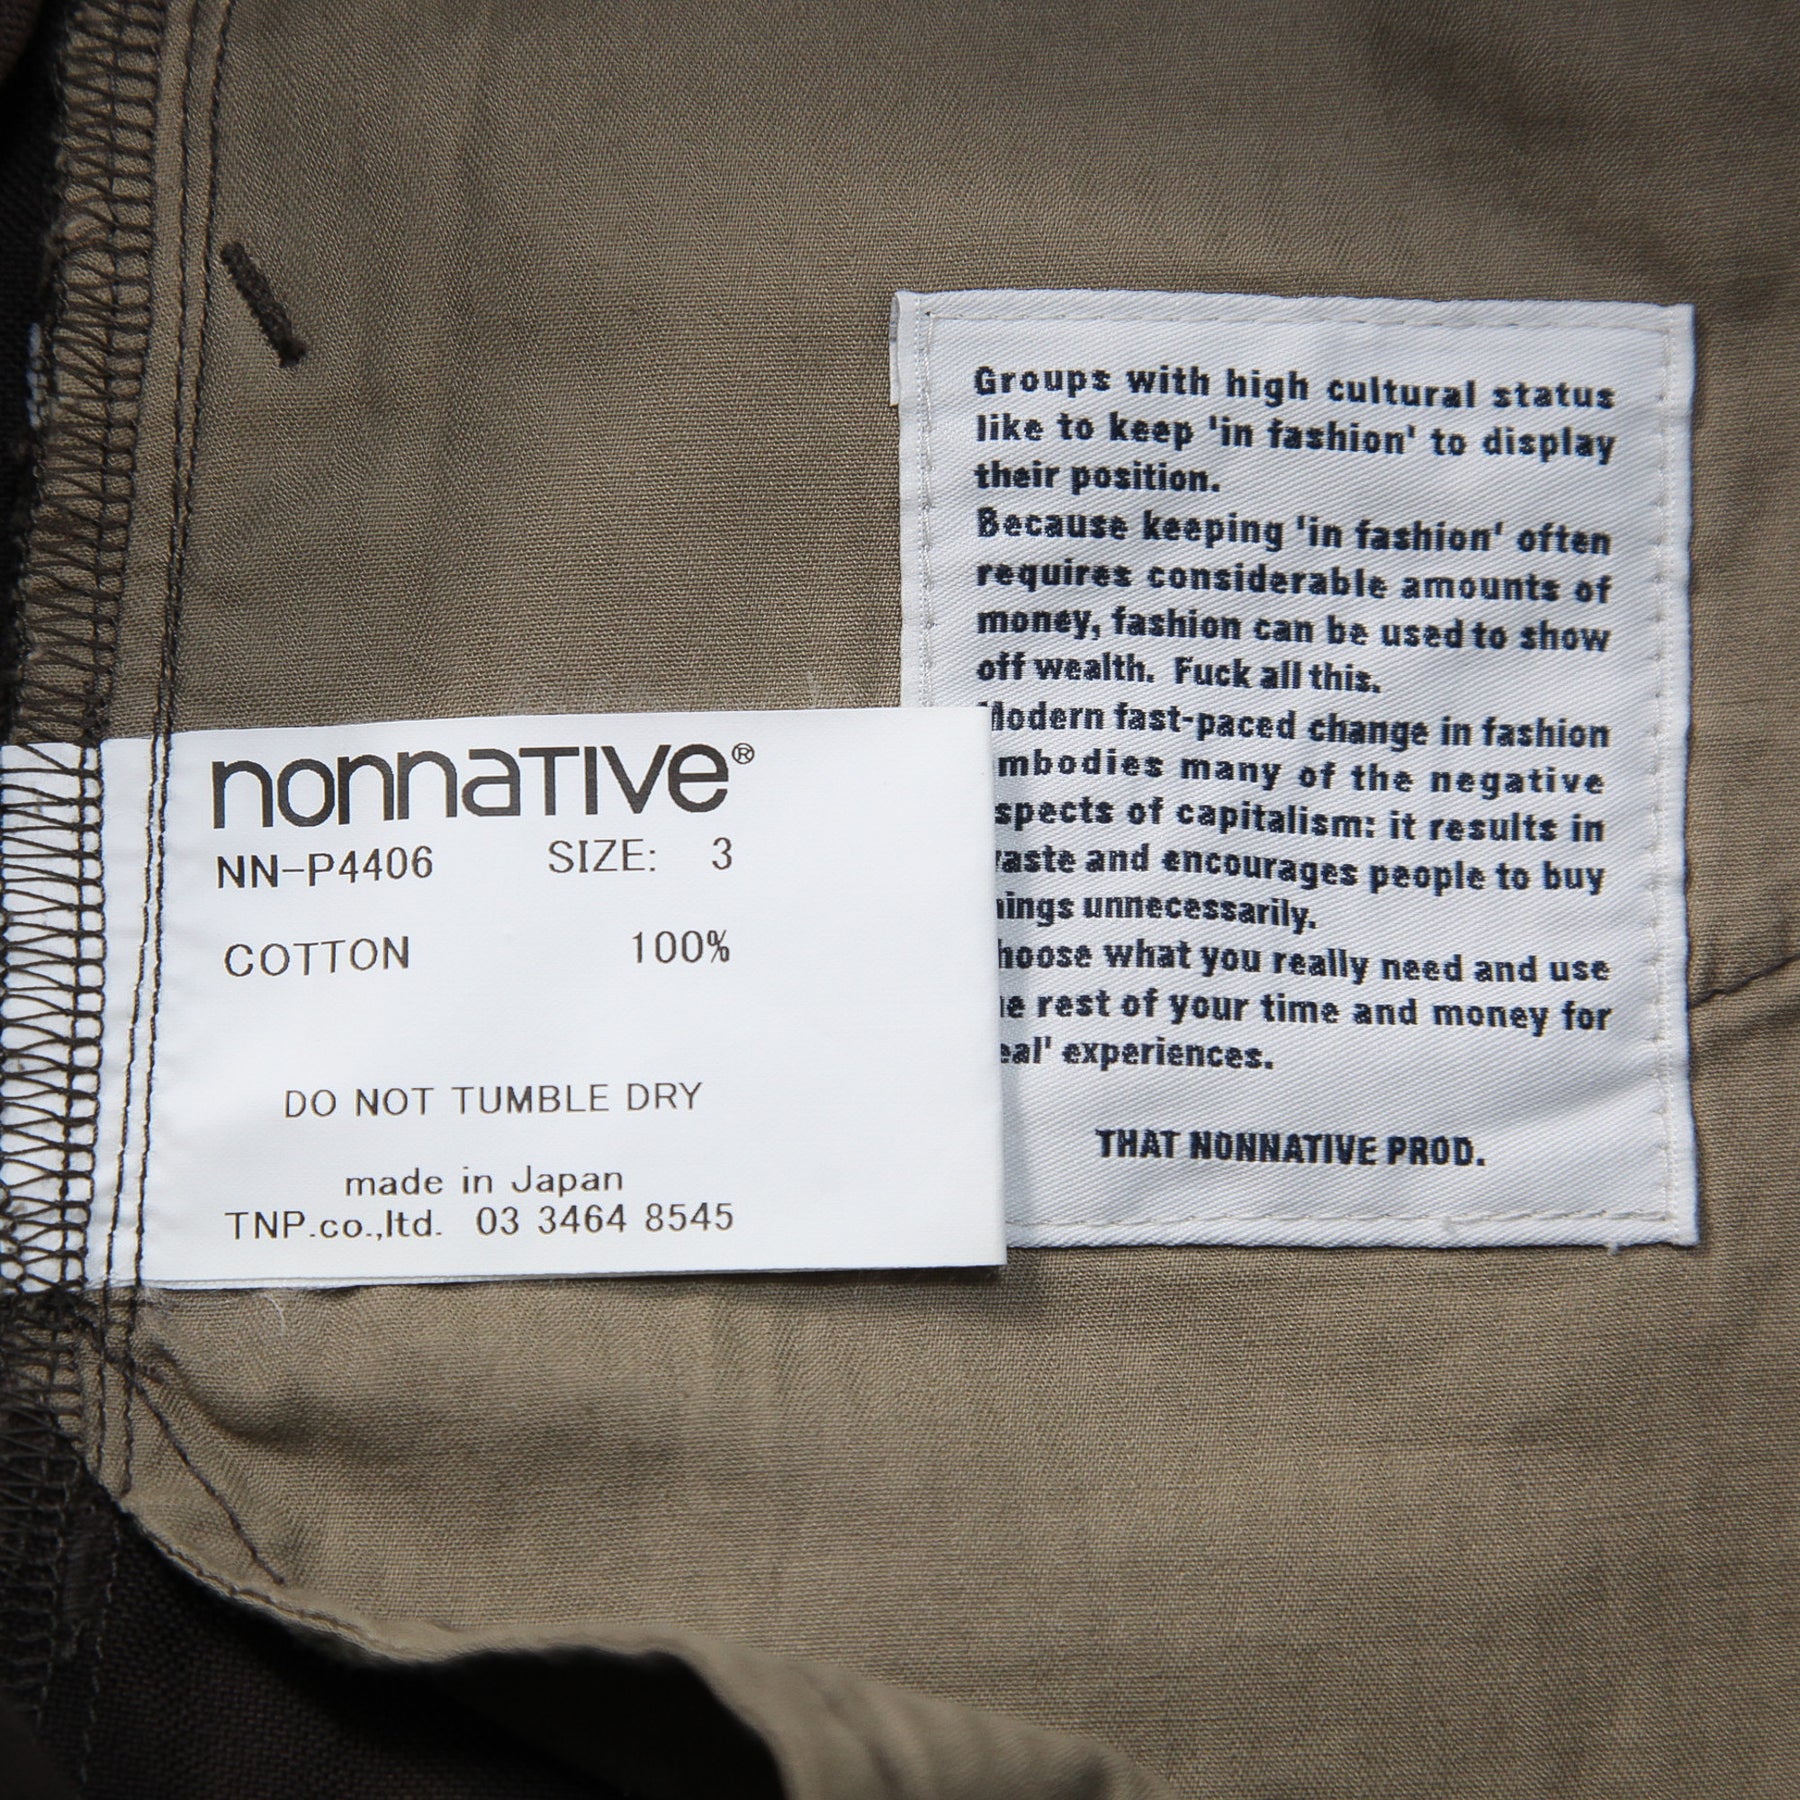 Groups with high cultural status
like to keep 'in fashion' to display
their position.
Because keeping 'in fashion' often
requires considerable amounts of
money, fashion can be used to show
off wealth. Fuck all this.
Modern fast-paced change in fashion
mbodies many of the negative
spects of capitalism: it results in
aste and encourages people to buy
ings unnecessarily.
hoose what you really need and use
e rest of your time and money for
eal' experiences.
THAT NONNATIVE PROD.
nonnaTIVe®
NN-P4406 SIZE: 3
COTTON 100%
DO NOT TUMBLE DRY
made in Japan
TNP.co.,ltd. 03 3464 8545